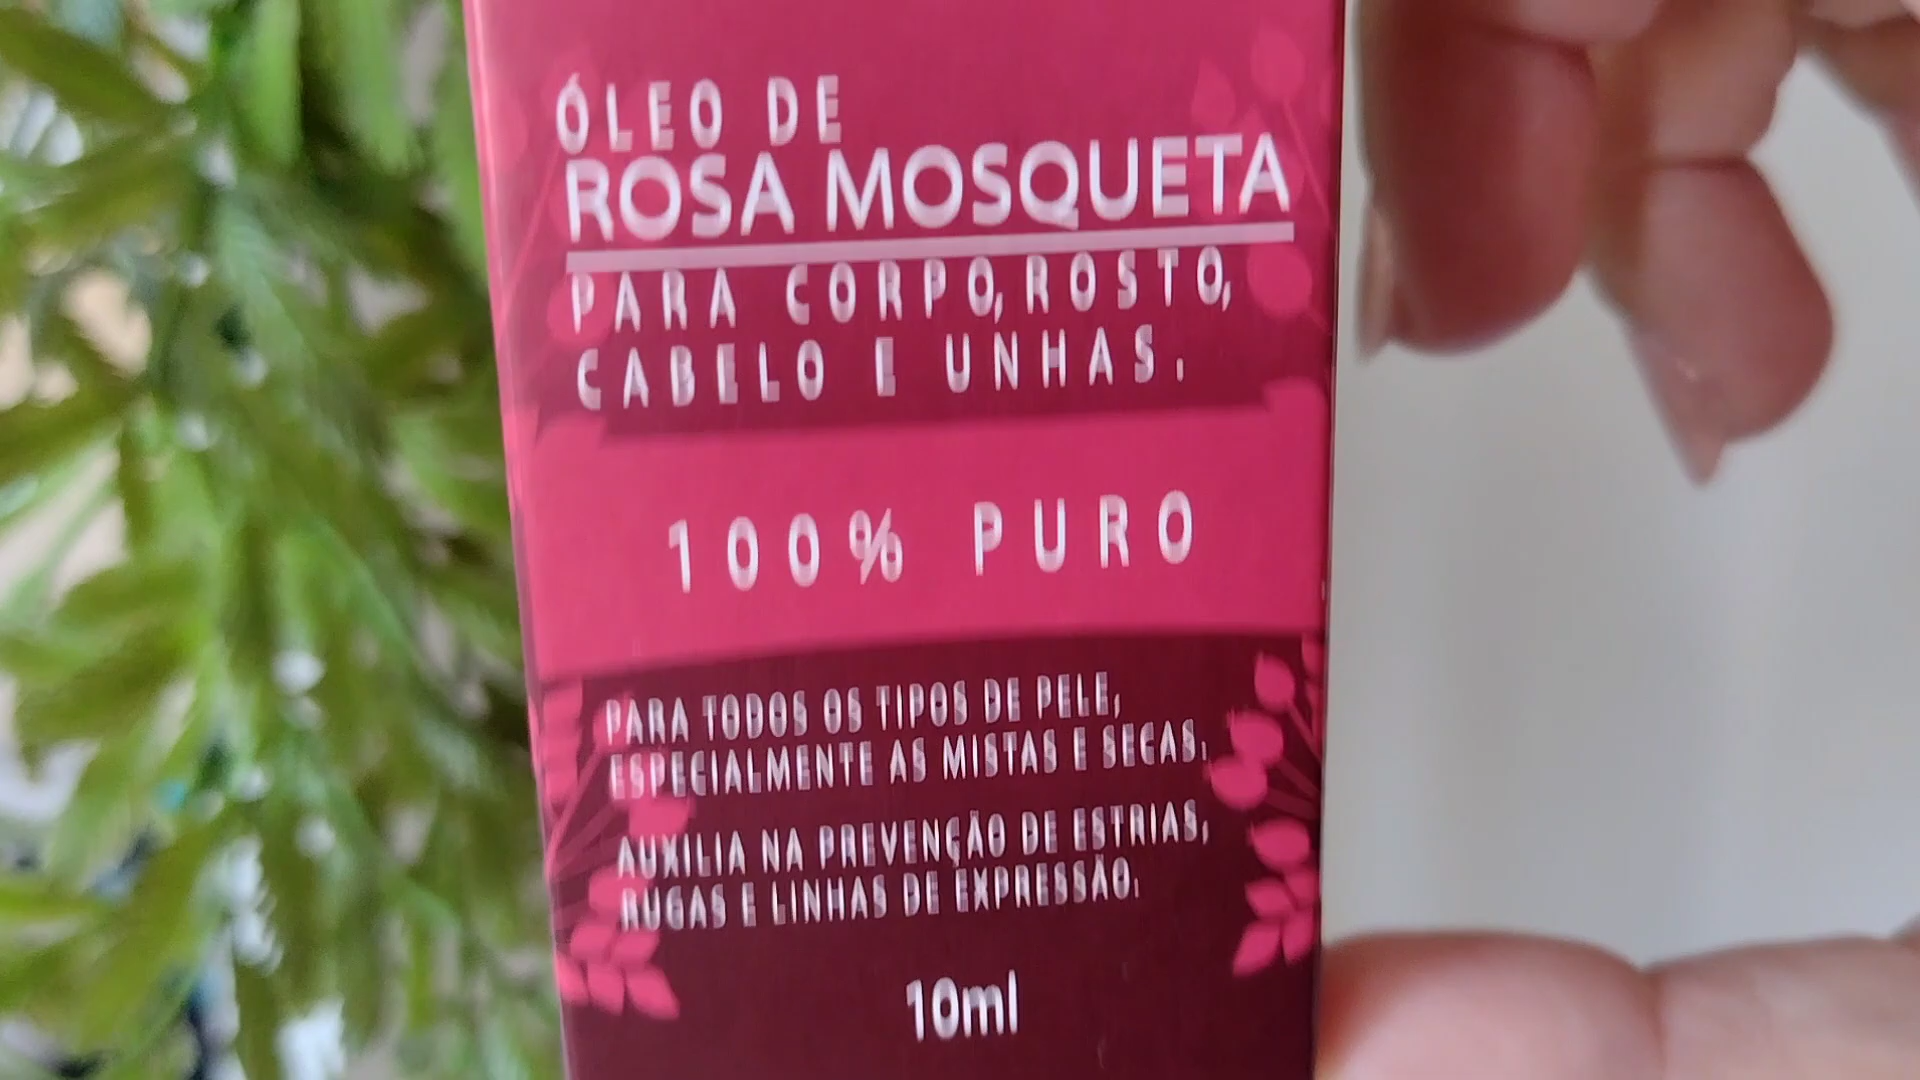 ÓLEO DE
ROSA MOSQUETA
PARA CORPO, ROSTO,
CABELO E UNHAS.
100% PURO
PARA TODOS OS TIPOS DE PELE,
ESPECIALMENTE AS MISTAS E SECAS.
AUXILIA NA PREVENÇÃO DE ESTRIAS,
RUGAS E LINHAS DE EXPRESSÃO.
10ml